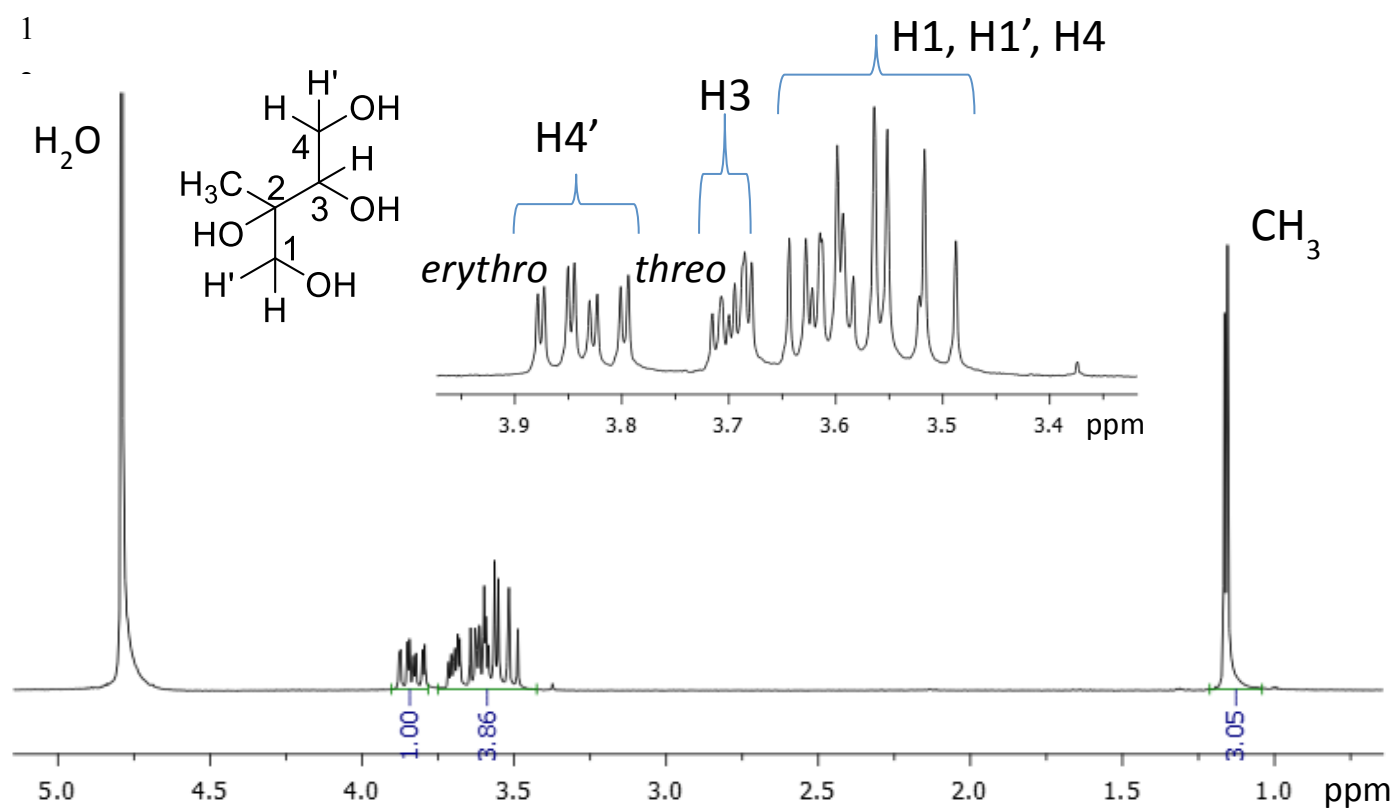 1
H1, H1’, H4
H3
H4’
H₂O
CH₃
H'
H
OH
4
H
H₃C
2
3
OH
HO
1
H'
OH
H
erythro
threo
3.9 3.8 3.7 3.6 3.5 3.4 ppm
1.00
3.86
3.05
5.0 4.5 4.0 3.5 3.0 2.5 2.0 1.5 1.0 ppm